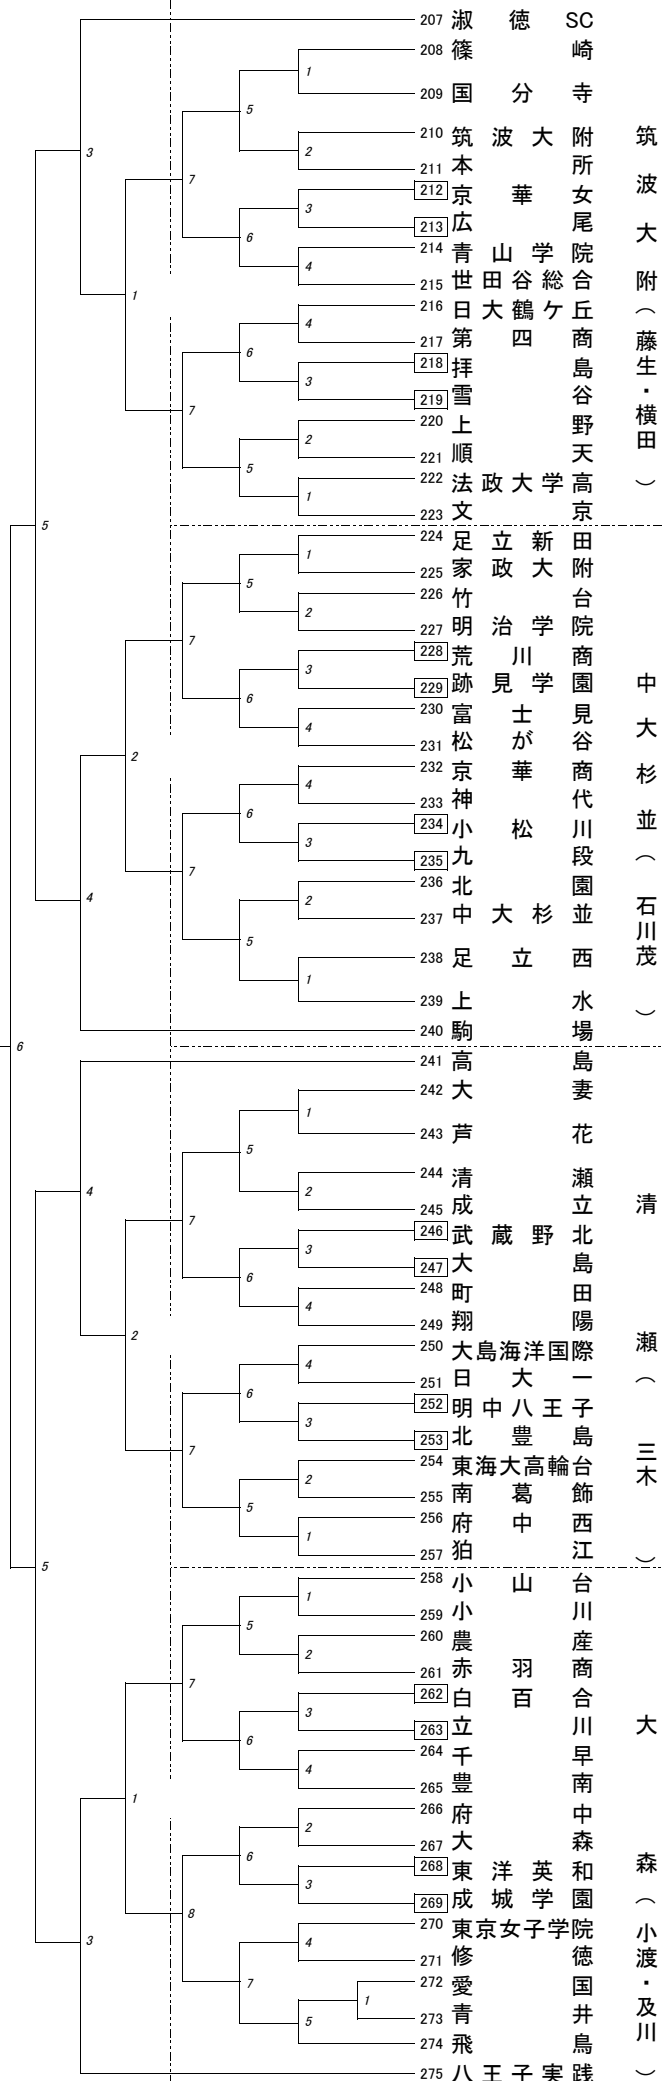 207 淑徳SC
208 篠崎
209 国分寺
210 筑波大附
211 本所
212 京華女
213 広尾
214 青山学院
215 世田谷総合
216 日大鶴ケ丘
217 第四商
218 拝島
219 雪谷
220 上野
221 順天
222 法政大学高
223 文京
筑波大附（藤生・横田）
224 足立新田
225 家政大附
226 竹台
227 明治学院
228 荒川商
229 跡見学園
230 富士見
231 松が谷
232 京華商
233 神代
234 小松川
235 九段
236 北園
237 中大杉並
238 足立西
239 上水
240 駒場
中大杉並（石川茂）
241 高島
242 大妻
243 芦花
244 清瀬
245 成立
246 武蔵野北
247 大島
248 町田
249 翔陽
250 大島海洋国際
251 日大一
252 明中八王子
253 北豊島
254 東海大高輪台
255 南葛飾
256 府中西
257 狛江
清瀬（三木）
258 小山台
259 小川
260 農産
261 赤羽商
262 白百合
263 立川
264 千早
265 豊南
266 府中
267 大森
268 東洋英和
269 成城学園
270 東京女子学院
271 修徳
272 愛国
273 青井
274 飛鳥
275 八王子実践
大森（小渡・及川）
1
5
2
3
7
3
6
4
1
4
6
3
7
2
5
1
5
1
5
2
7
3
6
4
2
4
6
3
7
2
4
5
1
6
1
5
2
4
7
3
6
4
2
4
6
3
7
2
5
1
5
1
5
2
7
3
6
4
1
2
6
3
8
4
3
7
1
5